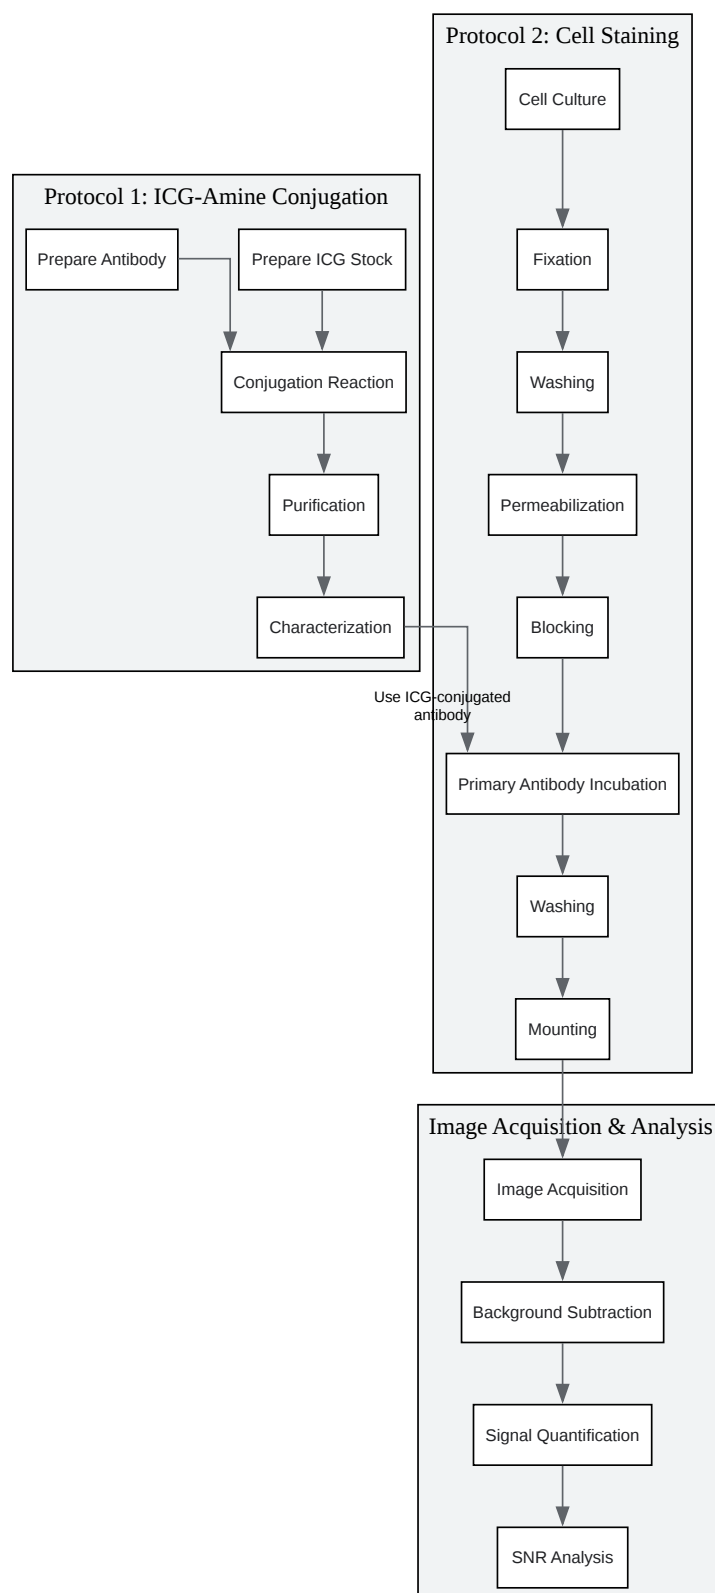 Protocol 1: ICG-Amine Conjugation
Prepare Antibody
Prepare ICG Stock
Conjugation Reaction
Purification
Characterization
Use ICG-conjugated
antibody
Protocol 2: Cell Staining
Cell Culture
Fixation
Washing
Permeabilization
Blocking
Primary Antibody Incubation
Washing
Mounting
Image Acquisition & Analysis
Image Acquisition
Background Subtraction
Signal Quantification
SNR Analysis